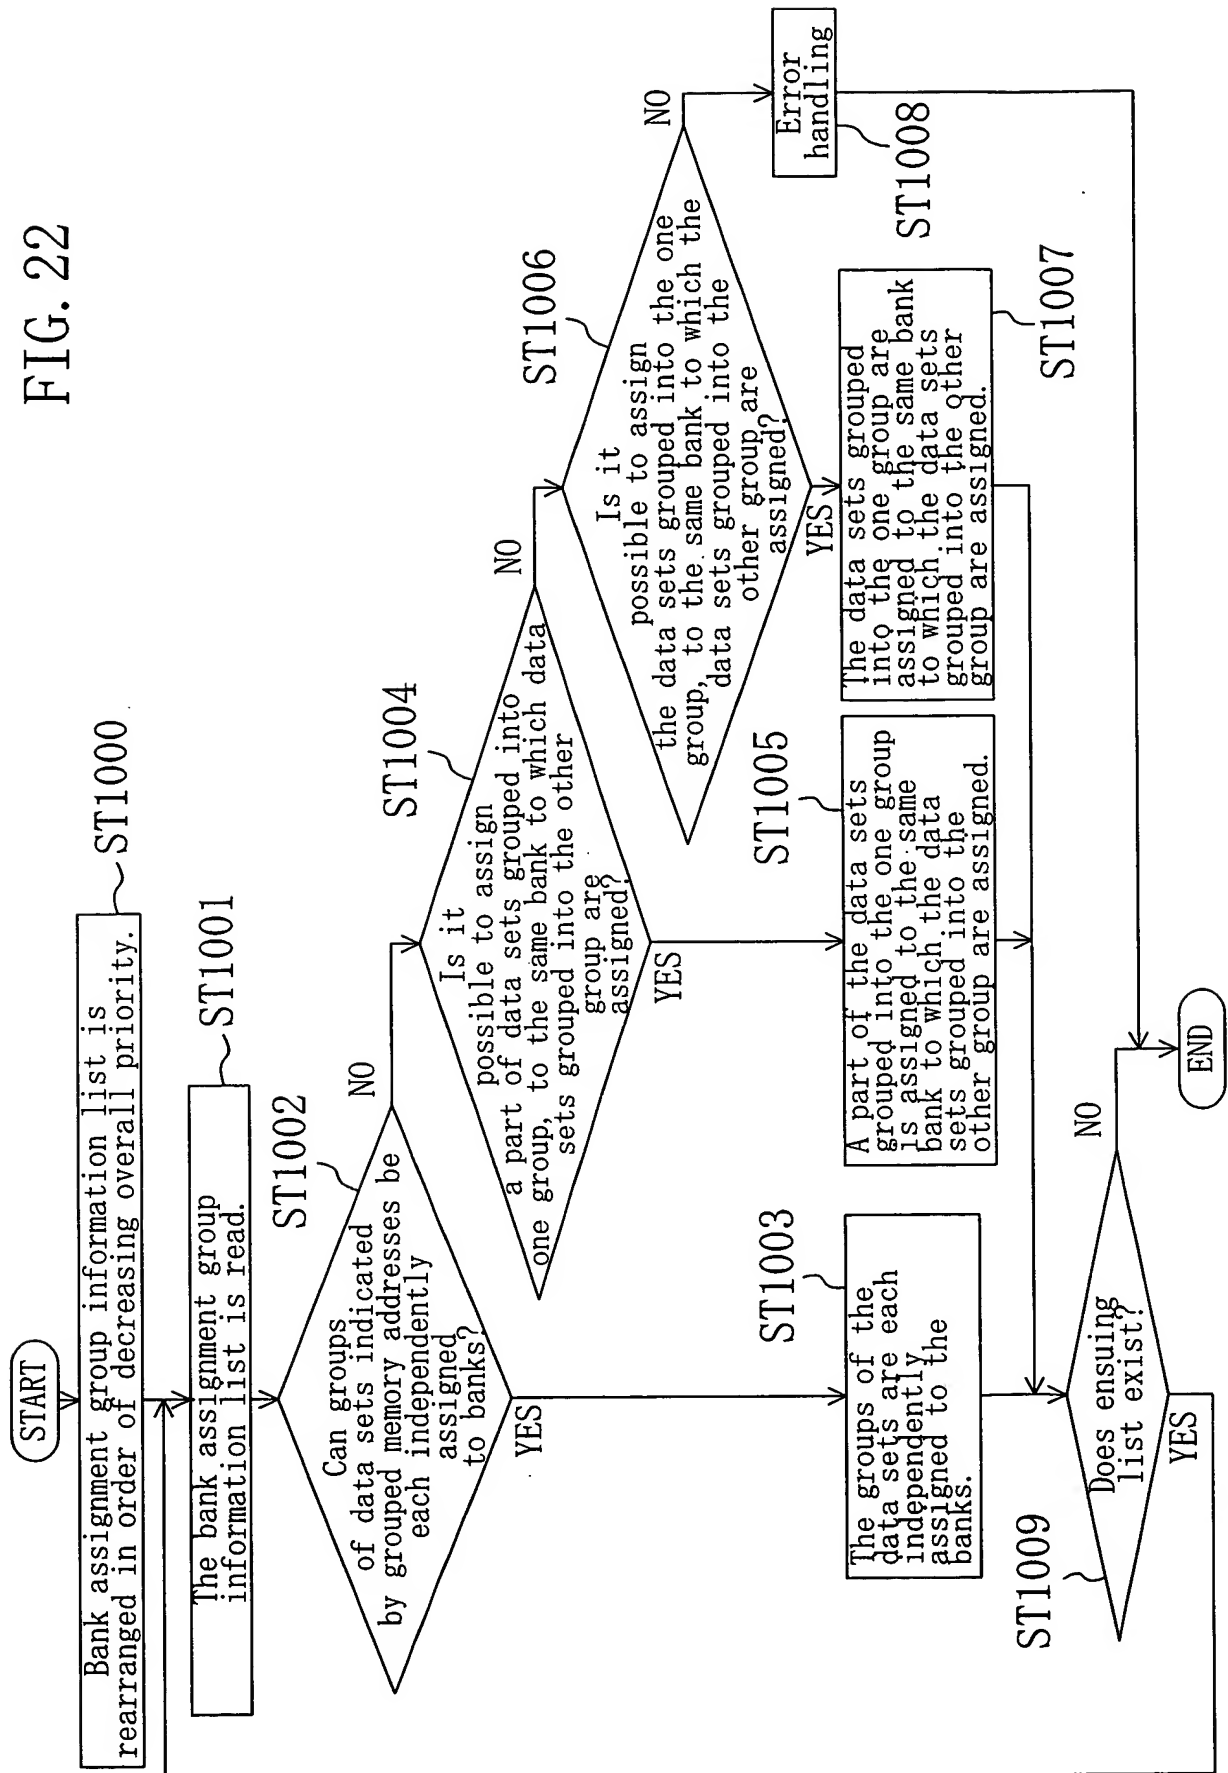 FIG. 22
START
Bank assignment group information list is
rearranged in order of decreasing overall priority.
ST1000
The bank assignment group
information list is read.
ST1001
Can groups
of data sets indicated
by grouped memory addresses be
each independently
assigned
to banks?
ST1002
NO
YES
The groups of the
data sets are each
independently
assigned to the
banks.
ST1003
Is it
possible to assign
a part of data sets grouped into
one group, to the same bank to which data
sets grouped into the other
group are
assigned?
ST1004
NO
YES
A part of the data sets
grouped into the one group
is assigned to the same
bank to which the data
sets grouped into the
other group are assigned.
ST1005
Is it
possible to assign
the data sets grouped into the one
group, to the same bank to which the
data sets grouped into the
other group are
assigned?
ST1006
NO
YES
The data sets grouped
into the one group are
assigned to the same bank
to which the data sets
grouped into the other
group are assigned.
ST1007
Error
handling
ST1008
Does ensuing
list exist?
ST1009
NO
YES
END